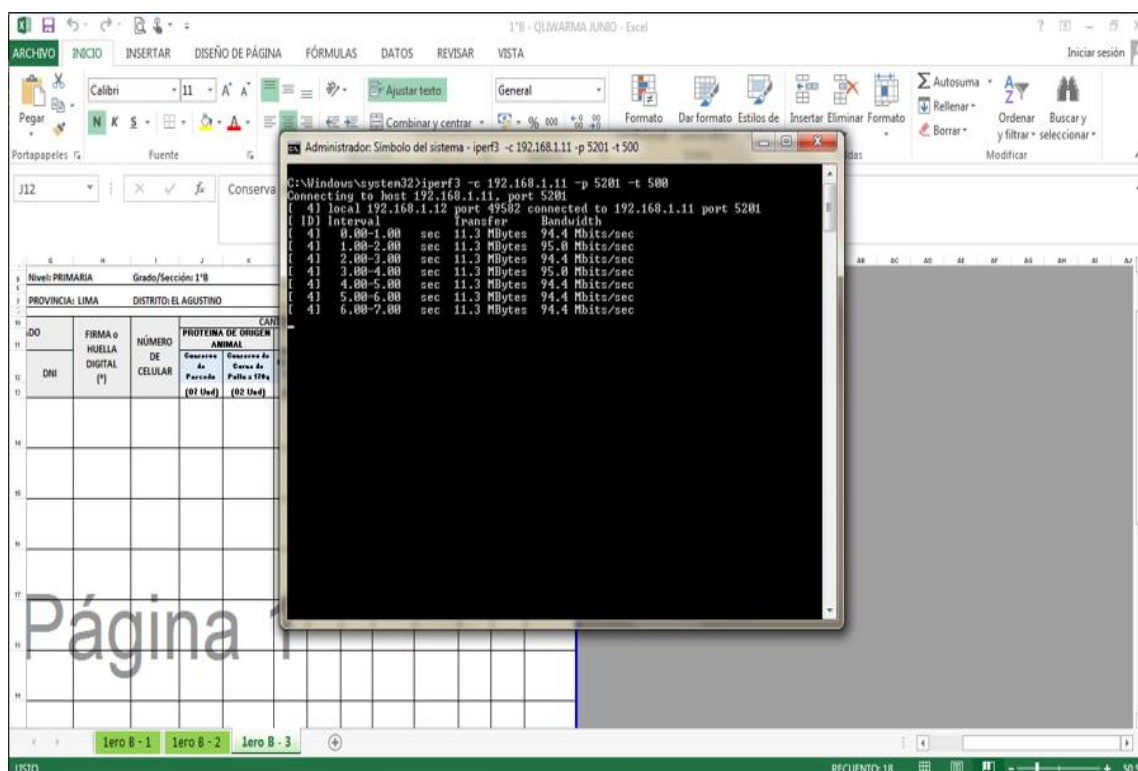 1°B - QLIWARMA JUNIO - Excel
ARCHIVO INICIO INSERTAR DISEÑO DE PÁGINA FÓRMULAS DATOS REVISAR VISTA
Iniciar sesión
Pegar
Calibri 11
N K S
Ajustar texto
Combinar y centrar
General
% 000
Formato Dar formato Estilos de Insertar Eliminar Formato
Autosuma
Rellenar
Borrar
Ordenar y filtrar
Buscar y seleccionar
Portapapeles Fuente Modificar
J12 fx Conserva
Administrador: Símbolo del sistema - iperf3 -c 192.168.1.11 -p 5201 -t 500
C:\Windows\system32>iperf3 -c 192.168.1.11 -p 5201 -t 500
Connecting to host 192.168.1.11, port 5201
[ 4] local 192.168.1.12 port 49582 connected to 192.168.1.11 port 5201
[ ID] Interval Transfer Bandwidth
[ 4] 0.00-1.00 sec 11.3 MBytes 94.4 Mbits/sec
[ 4] 1.00-2.00 sec 11.3 MBytes 95.0 Mbits/sec
[ 4] 2.00-3.00 sec 11.3 MBytes 94.4 Mbits/sec
[ 4] 3.00-4.00 sec 11.3 MBytes 95.0 Mbits/sec
[ 4] 4.00-5.00 sec 11.3 MBytes 94.4 Mbits/sec
[ 4] 5.00-6.00 sec 11.3 MBytes 94.4 Mbits/sec
[ 4] 6.00-7.00 sec 11.3 MBytes 94.4 Mbits/sec
Nivel: PRIMARIA Grado/Sección: 1°B
PROVINCIA: LIMA DISTRITO: EL AGUSTINO
DNI
FIRMA o HUELLA DIGITAL (*)
NÚMERO DE CELULAR
PROTEINA DE ORIGEN ANIMAL
Conserva de Pescado
(07 Und)
Conserva de Carne de Pollo x 170g
(02 Und)
Página 1
1ero B - 1 1ero B - 2 1ero B - 3
LISTO
RECUENTO: 18